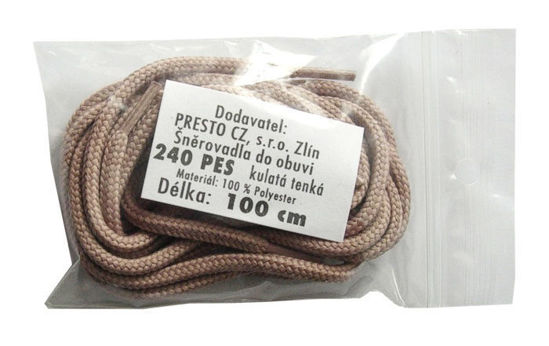 Dodavatel:
PRESTO CZ, s.r.o. Zlín
Šněrovadla do obuvi
240 PES kulatá tenká
Materiál: 100 % Polyester
Délka: 100 cm